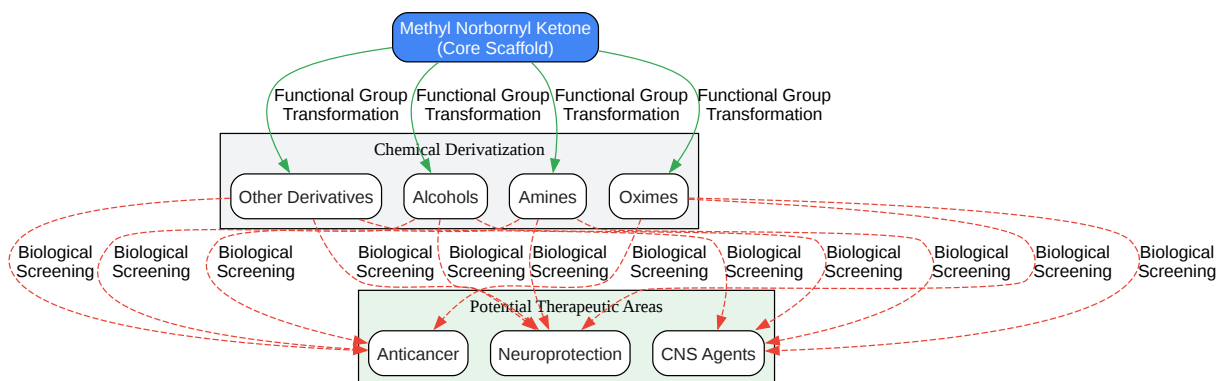 Methyl Norbornyl Ketone
(Core Scaffold)
Functional Group
Transformation
Functional Group
Transformation
Functional Group
Transformation
Functional Group
Transformation
Chemical Derivatization
Other Derivatives
Alcohols
Amines
Oximes
Biological
Screening
Biological
Screening
Biological
Screening
Biological
Screening
Biological
Screening
Biological
Screening
Biological
Screening
Biological
Screening
Biological
Screening
Biological
Screening
Biological
Screening
Biological
Screening
Potential Therapeutic Areas
Anticancer
Neuroprotection
CNS Agents